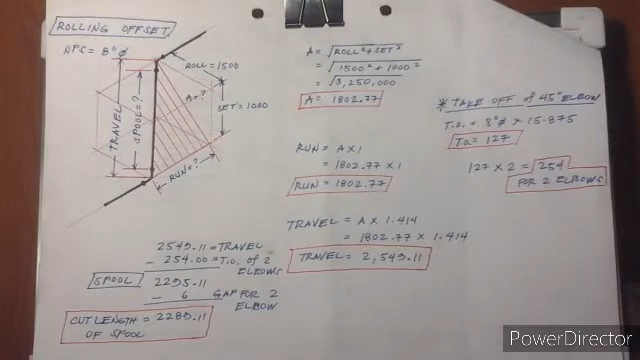 ROLLING OFFSET
NPS = 8"ø
ROLL = 1500
A = ?
SET = 1000
TRAVEL
SPOOL = ?
RUN = ?
A = √ROLL² + SET²
= √1500² + 1000²
= √3,250,000
A = 1802.77
RUN = A X 1
= 1802.77 X 1
RUN = 1802.77
TRAVEL = A X 1.414
= 1802.77 X 1.414
TRAVEL = 2,549.11
* TAKE OFF of 45° ELBOW
T.O. = 8"ø X 15.875
T.O. = 127
127 X 2 = 254
FOR 2 ELBOWS
2549.11 = TRAVEL
- 254.00 = T.O. of 2
ELBOWS
SPOOL 2295.11
- 6 GAP FOR 2
ELBOW
CUT LENGTH = 2289.11
OF SPOOL
PowerDirector